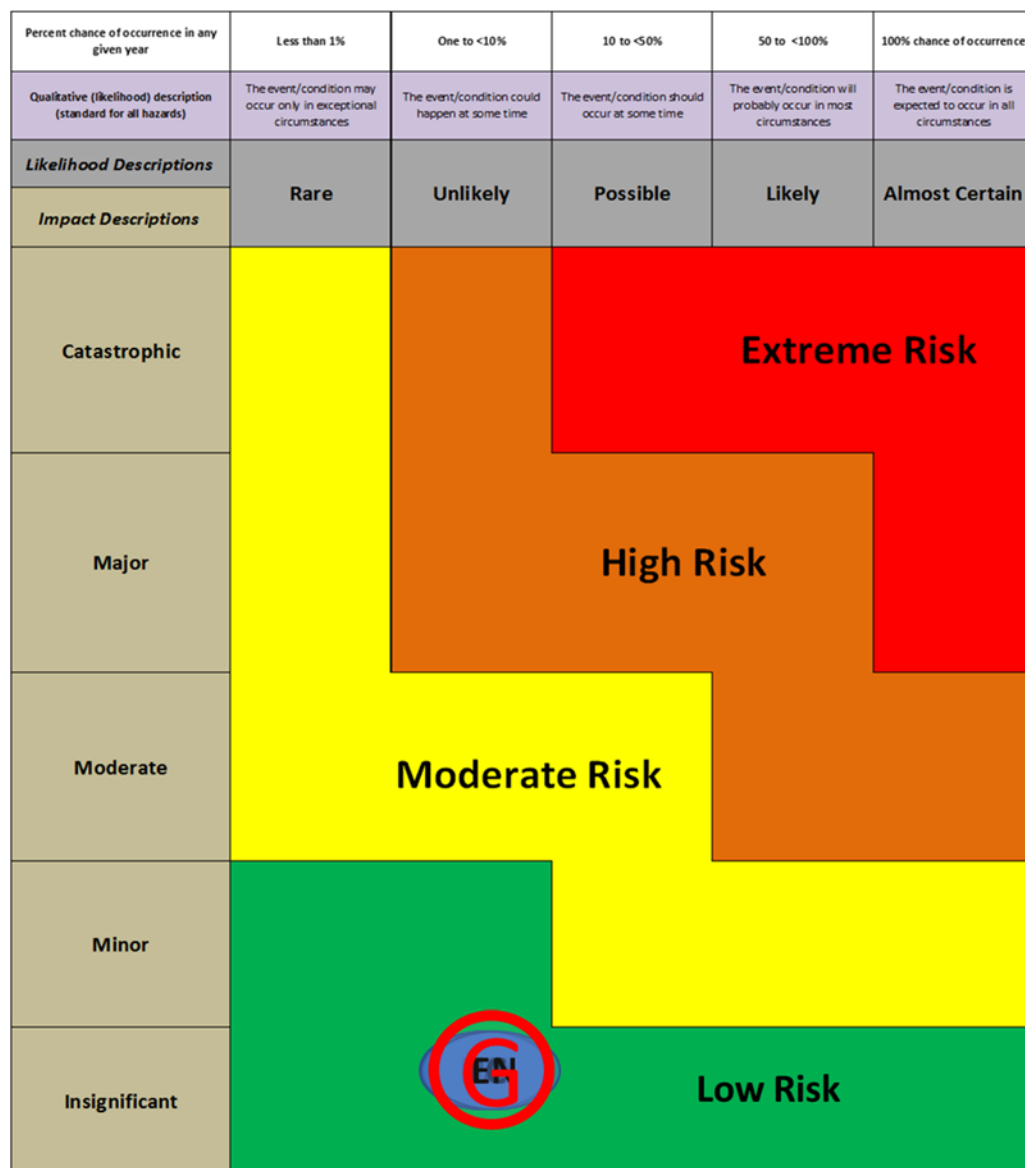 Percent chance of occurrence in any
given year
Less than 1%
One to <10%
10 to <50%
50 to <100%
100% chance of occurrence
Qualitative (likelihood) description
(standard for all hazards)
The event/condition may
occur only in exceptional
circumstances
The event/condition could
happen at some time
The event/condition should
occur at some time
The event/condition will
probably occur in most
circumstances
The event/condition is
expected to occur in all
circumstances
Likelihood Descriptions
Impact Descriptions
Rare
Unlikely
Possible
Likely
Almost Certain
Catastrophic
Extreme Risk
Major
High Risk
Moderate
Moderate Risk
Minor
Insignificant
G
Low Risk